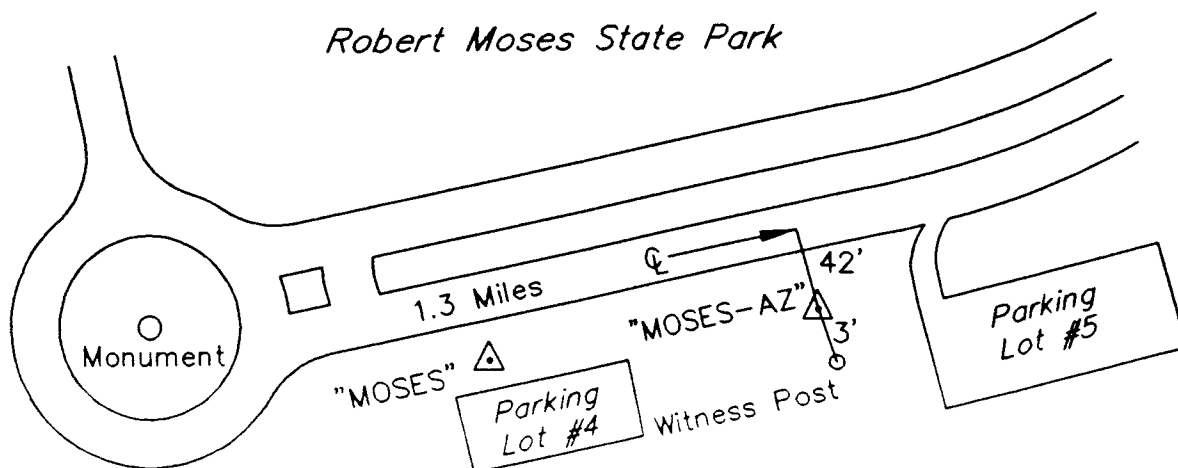 Robert Moses State Park
℄
42'
1.3 Miles
"MOSES-AZ"
3'
Parking
Lot #5
Monument
"MOSES"
Parking
Lot #4
Witness Post